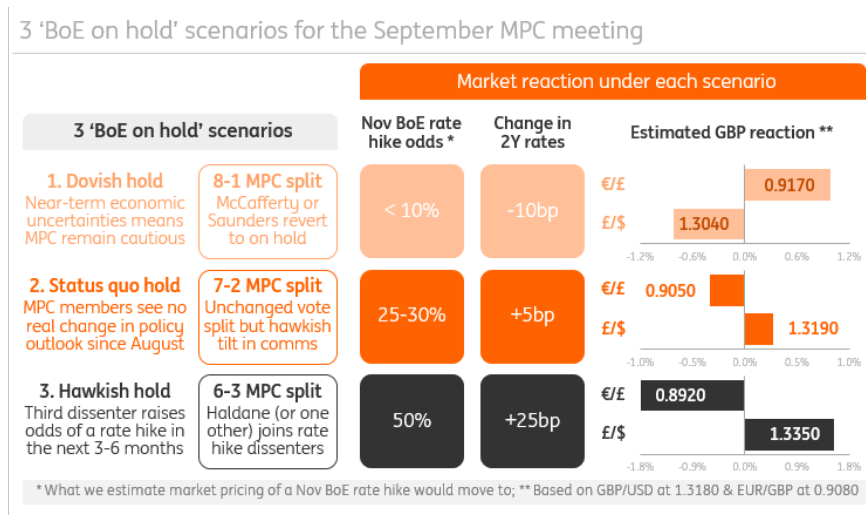 3 'BoE on hold' scenarios for the September MPC meeting
Market reaction under each scenario
3 'BoE on hold' scenarios
Nov BoE rate
hike odds *
Change in
2Y rates
Estimated GBP reaction **
1. Dovish hold
Near-term economic
uncertainties means
MPC remain cautious
8-1 MPC split
McCafferty or
Saunders revert
to on hold
< 10%
-10bp
€/£
0.9170
£/$
1.3040
-1.2%
-0.6%
0.0%
0.6%
1.2%
2. Status quo hold
MPC members see no
real change in policy
outlook since August
7-2 MPC split
Unchanged vote
split but hawkish
tilt in comms
25-30%
+5bp
€/£
0.9050
£/$
1.3190
-1.0%
-0.5%
0.0%
0.5%
1.0%
3. Hawkish hold
Third dissenter raises
odds of a rate hike in
the next 3-6 months
6-3 MPC split
Haldane (or one
other) joins rate
hike dissenters
50%
+25bp
€/£
0.8920
£/$
1.3350
-1.8%
-0.9%
0.0%
0.9%
1.8%
* What we estimate market pricing of a Nov BoE rate hike would move to; ** Based on GBP/USD at 1.3180 & EUR/GBP at 0.9080